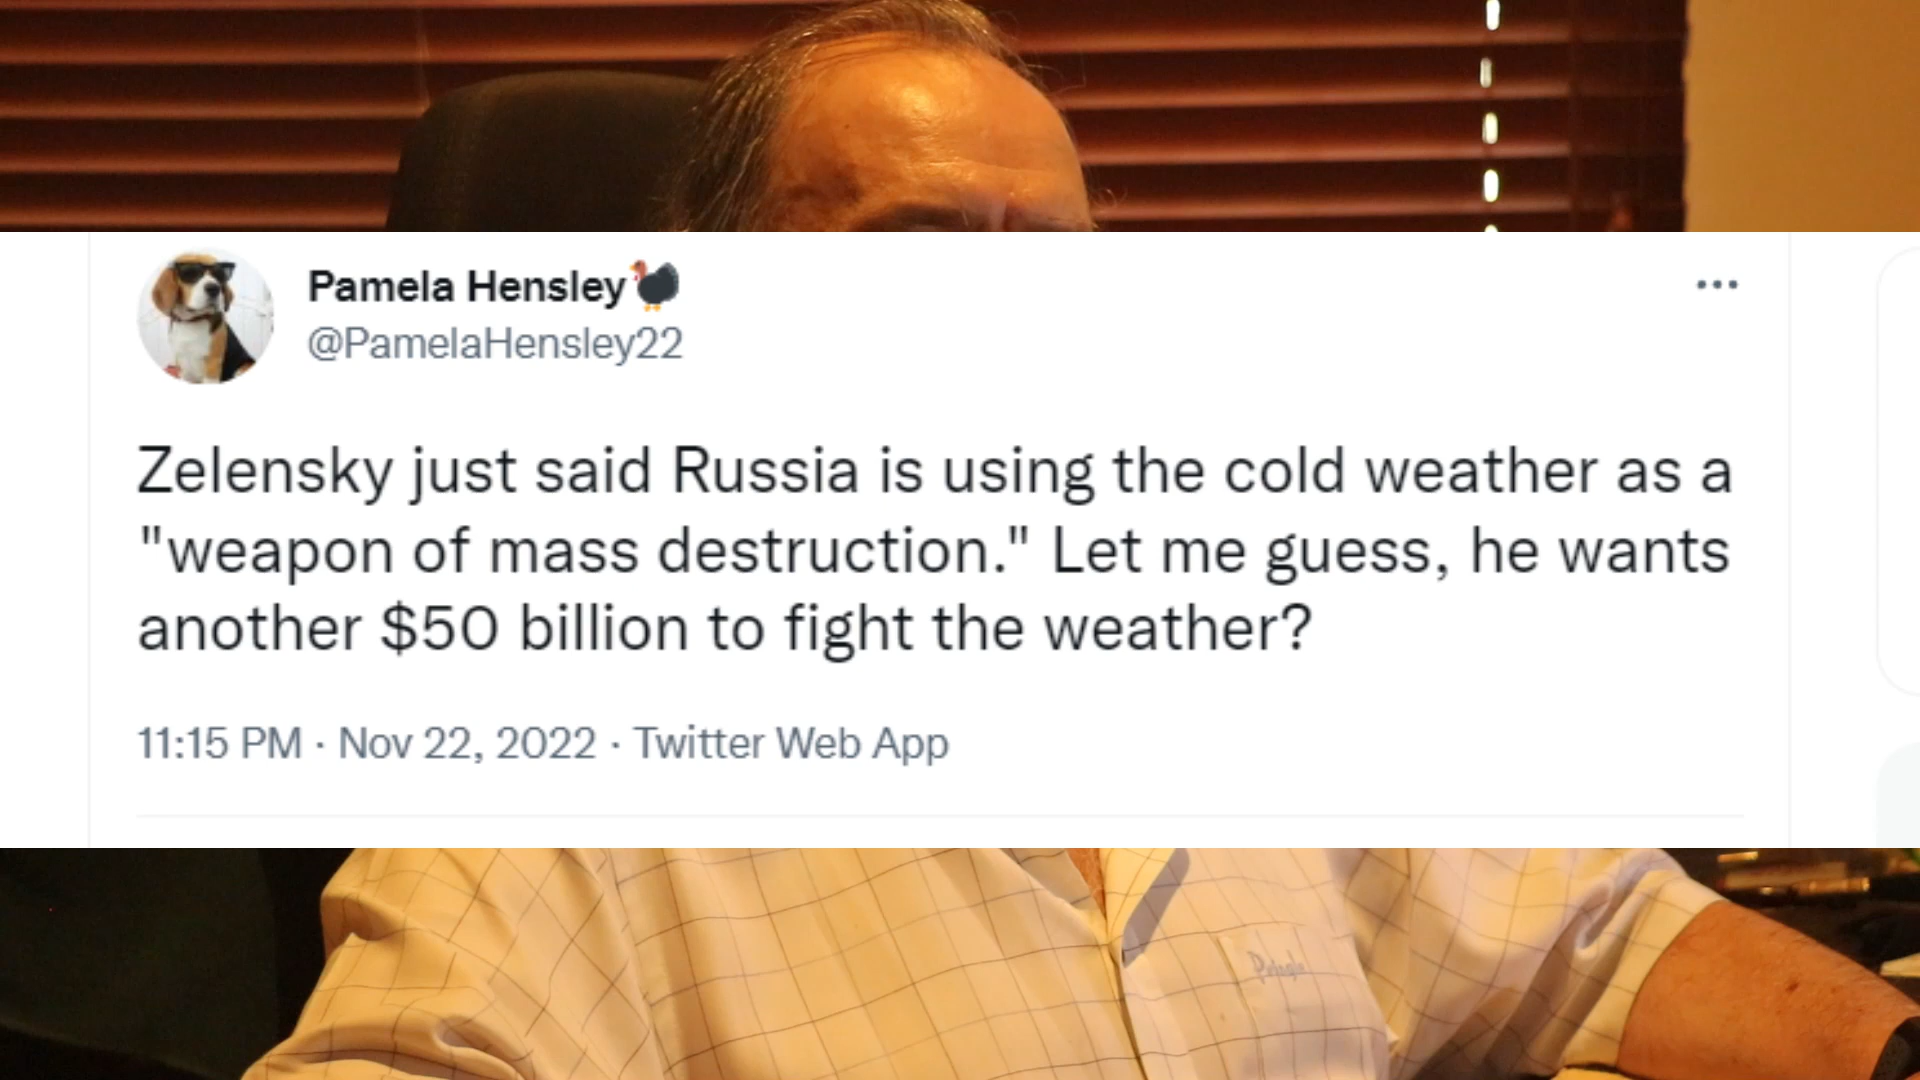 Pamela Hensley
@PamelaHensley22
Zelensky just said Russia is using the cold weather as a
"weapon of mass destruction." Let me guess, he wants
another $50 billion to fight the weather?
11:15 PM · Nov 22, 2022 · Twitter Web App